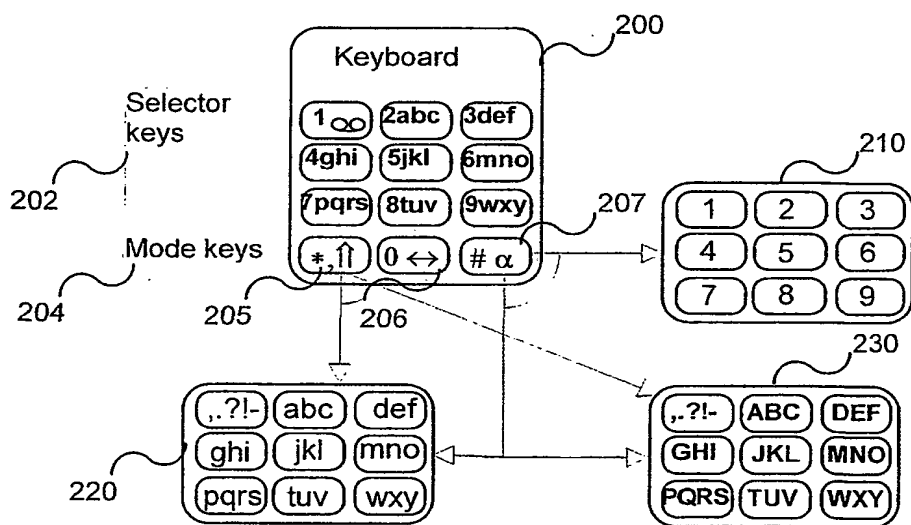 200
Keyboard
Selector
keys
1 ꝏ 2abc 3def
4ghi 5jkl 6mno
202
210
7pqrs 8tuv 9wxy
207
1 2 3
Mode keys
*,⇑ 0 ↔ # α
4 5 6
204
205
206
7 8 9
230
,.?!- abc def
,.?!- ABC DEF
ghi jkl mno
GHI JKL MNO
220
pqrs tuv wxy
PQRS TUV WXY